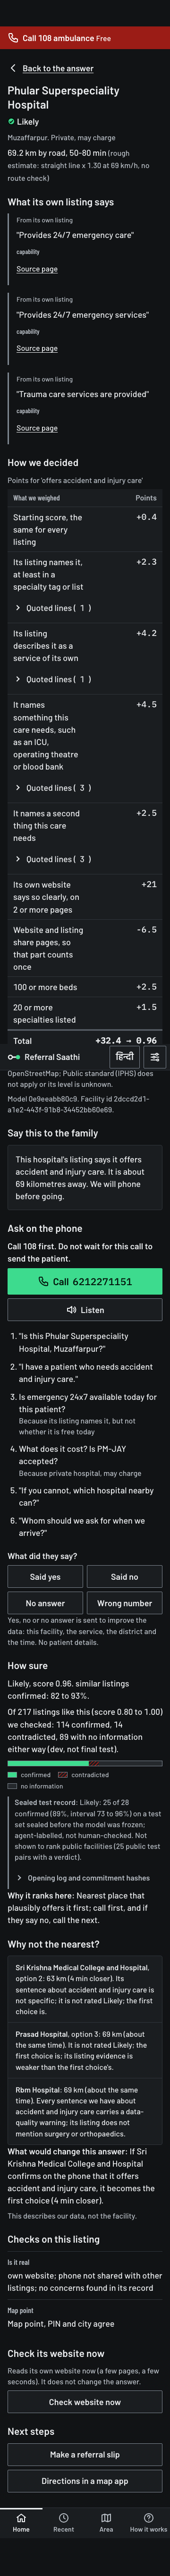 Call 108 ambulance Free
Back to the answer
Phular Superspeciality
Hospital
Likely
Muzaffarpur. Private, may charge
69.2 km by road, 50-80 min (rough
estimate: straight line x 1.30 at 69 km/h, no
route check)
What its own listing says
From its own listing
"Provides 24/7 emergency care"
capability
Source page
From its own listing
"Provides 24/7 emergency services"
capability
Source page
From its own listing
"Trauma care services are provided"
capability
Source page
How we decided
Points for 'offers accident and injury care'
What we weighed Points
Starting score, the +0.4
same for every
listing
Its listing names it, +2.3
at least in a
specialty tag or list
Quoted lines ( 1 )
Its listing +4.2
describes it as a
service of its own
Quoted lines ( 1 )
It names +4.5
something this
care needs, such
as an ICU,
operating theatre
or blood bank
Quoted lines ( 3 )
It names a second +2.5
thing this care
needs
Quoted lines ( 3 )
Its own website +21
says so clearly, on
2 or more pages
Website and listing -6.5
share pages, so
that part counts
once
100 or more beds +2.5
20 or more +1.5
specialties listed
Total +32.4 → 0.96
Referral Saathi हिन्दी
OpenStreetMap; Public standard (IPHS) does
not apply or its level is unknown.
Model 0e9eeabb80c9. Facility id 2dccd2d1-
a1e2-443f-91b8-34452bb60e69.
Say this to the family
This hospital's listing says it offers
accident and injury care. It is about
69 kilometres away. We will phone
before going.
Ask on the phone
Call 108 first. Do not wait for this call to
send the patient.
Call 6212271151
Listen
1. "Is this Phular Superspeciality
Hospital, Muzaffarpur?"
2. "I have a patient who needs accident
and injury care."
3. Is emergency 24x7 available today for
this patient?
Because its listing names it, but not
whether it is free today
4. What does it cost? Is PM-JAY
accepted?
Because private hospital, may charge
5. "If you cannot, which hospital nearby
can?"
6. "Whom should we ask for when we
arrive?"
What did they say?
Said yes Said no
No answer Wrong number
Yes, no or no answer is sent to improve the
data: this facility, the service, the district and
the time. No patient details.
How sure
Likely, score 0.96. similar listings
confirmed: 82 to 93%.
Of 217 listings like this (score 0.80 to 1.00)
we checked: 114 confirmed, 14
contradicted, 89 with no information
either way (dev, not final test).
confirmed contradicted
no information
Sealed test record: Likely: 25 of 28
confirmed (89%, interval 73 to 96%) on a test
set sealed before the model was frozen;
agent-labelled, not human-checked. Not
shown to rank public facilities (25 public test
pairs with a verdict).
Opening log and commitment hashes
Why it ranks here: Nearest place that
plausibly offers it first; call first, and if
they say no, call the next.
Why not the nearest?
Sri Krishna Medical College and Hospital,
option 2: 63 km (4 min closer). Its
sentence about accident and injury care is
not specific; it is not rated Likely; the first
choice is.
Prasad Hospital, option 3: 69 km (about
the same time). It is not rated Likely; the
first choice is; its listing evidence is
weaker than the first choice's.
Rbm Hospital: 69 km (about the same
time). Every sentence we have about
accident and injury care carries a data-
quality warning; its listing does not
mention surgery or orthopaedics.
What would change this answer: If Sri
Krishna Medical College and Hospital
confirms on the phone that it offers
accident and injury care, it becomes the
first choice (4 min closer).
This describes our data, not the facility.
Checks on this listing
Is it real
own website; phone not shared with other
listings; no concerns found in its record
Map point
Map point, PIN and city agree
Check its website now
Reads its own website now (a few pages, a few
seconds). It does not change the answer.
Check website now
Next steps
Make a referral slip
Directions in a map app
Home Recent Area How it works